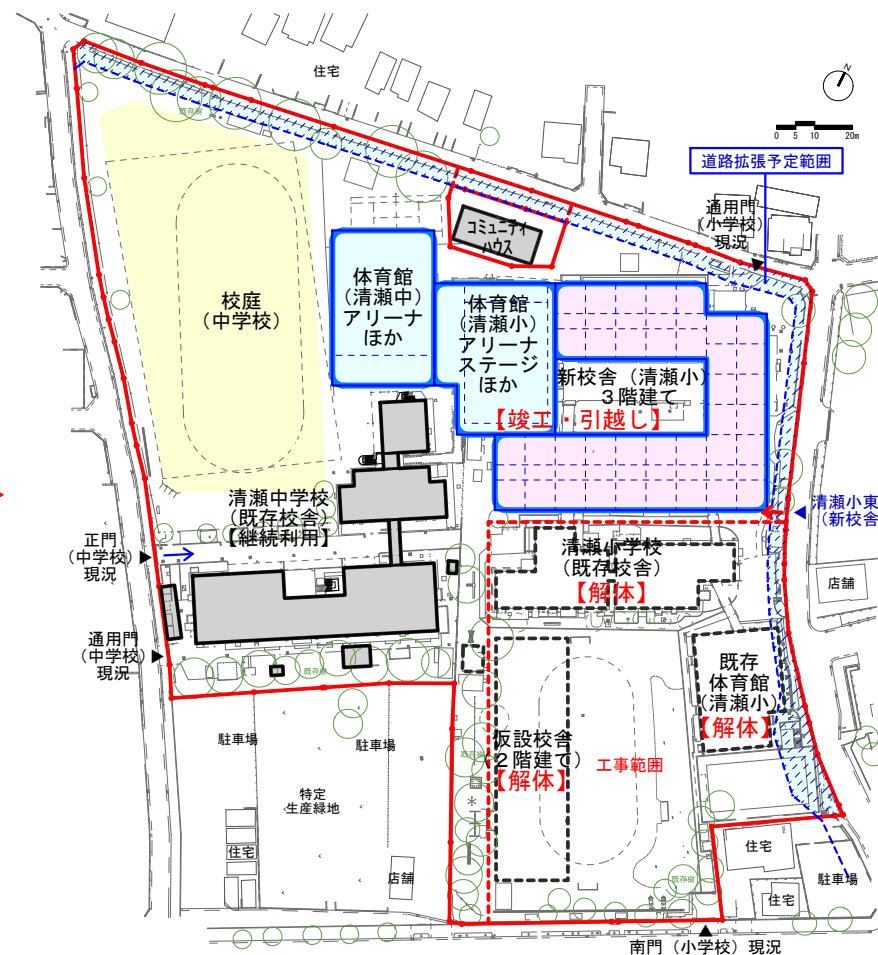 住宅
N
0 5 10 20m
既存樹
道路拡張予定範囲
通用門
(小学校)
現況
コミュニティ
ハウス
校庭
(中学校)
体育館
(清瀬中)
アリーナ
ほか
体育館
(清瀬小)
アリーナ
ステージ
ほか
新校舎(清瀬小)
3階建て
【竣工・引越し】
清瀬中学校
(既存校舎)
【継続利用】
正門
(中学校)
現況
清瀬小東
(新校舎
清瀬小学校
(既存校舎)
【解体】
店舗
通用門
(中学校)
現況
既存樹
既存
体育館
(清瀬小)
【解体】
仮設校舎
(2階建て)
【解体】
工事範囲
駐車場
駐車場
特定
生産緑地
住宅
店舗
既存樹
住宅
住宅
駐車場
南門(小学校)現況